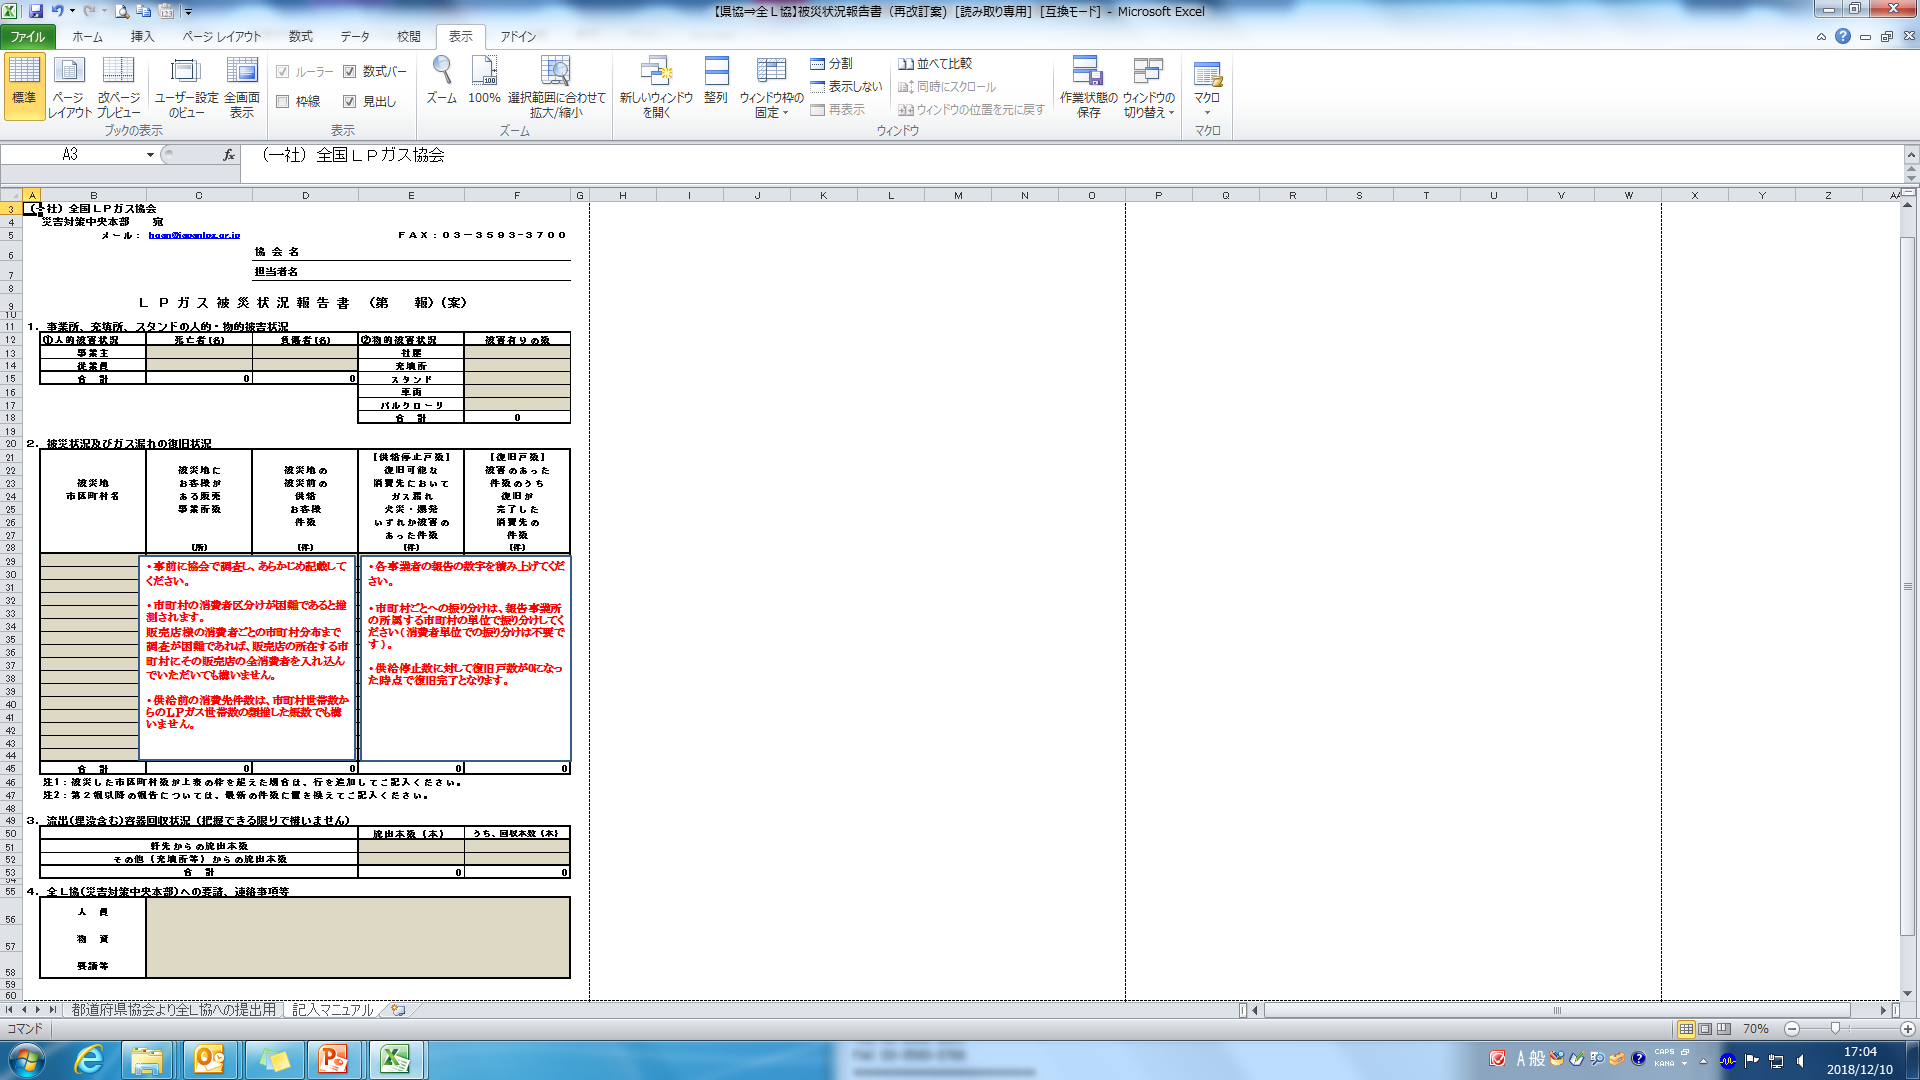 【県協⇒全Ｌ協】被災状況報告書（再改訂案） [読み取り専用] [互換モード] - Microsoft Excel
ファイル ホーム 挿入 ページ レイアウト 数式 データ 校閲 表示 アドイン
標準 ページ レイアウト 改ページ プレビュー ユーザー設定のビュー 全画面表示
ブックの表示
ルーラー 数式バー
枠線 見出し
表示
ズーム 100% 選択範囲に合わせて拡大/縮小
ズーム
新しいウィンドウを開く 整列 ウィンドウ枠の固定
分割
表示しない
再表示
並べて比較
同時にスクロール
ウィンドウの位置を元に戻す
作業状態の保存 ウィンドウの切り替え
ウィンドウ
マクロ
マクロ
A3 fx （一社）全国ＬＰガス協会
A B C D E F G H I J K L M N O P Q R S T U V W X Y Z AA
（一社）全国ＬＰガス協会
災害対策中央本部　宛
メール： hoan@japanlpg.or.jp ＦＡＸ：０３－３５９３-３７００
協 会 名
担当者名
ＬＰガス被災状況報告書　（第　　報）（案）
１．事業所、充填所、スタンドの人的・物的被害状況
①人的被害状況 死亡者（名） 負傷者（名） ②物的被害状況 被害有りの数
事業主 社屋
従業員 充填所
合　計 0 0 スタンド
車両
バルクローリ
合　計 0
２．被災状況及びガス漏れの復旧状況
被災地
市区町村名
被災地に
お客様が
ある販売
事業所数
（所）
被災地の
被災前の
供給
お客様
件数
（件）
【供給停止戸数】
復旧可能な
消費先において
ガス漏れ
火災・爆発
いずれか被害の
あった件数
（件）
【復旧戸数】
被害のあった
件数のうち
復旧が
完了した
消費先の
件数
（件）
・事前に協会で調査し、あらかじめ記載して
ください。
・市町村の消費者区分けが困難であると推
測されます。
販売店様の消費者ごとの市町村分布まで
調査が困難であれば、販売店の所在する市
町村にその販売店の全消費者を入れ込ん
でいただいても構いません。
・供給前の消費先件数は、市町村世帯数か
らのＬＰガス世帯数の類推した概数でも構
いません。
・各事業者の報告の数字を積み上げてくだ
さい。
・市町村ごとへの振り分けは、報告事業所
の所属する市町村の単位で振り分けしてく
ださい（消費者単位での振り分けは不要で
す）。
・供給停止数に対して復旧戸数が0になっ
た時点で復旧完了となります。
合　計 0 0 0 0
注１：被災した市区町村数が上表の枠を超えた場合は、行を追加してご記入ください。
注２：第２報以降の報告については、最新の件数に置き換えてご記入ください。
３．流出(埋没含む)容器回収状況（把握できる限りで構いません）
流出本数（本） うち、回収本数（本）
軒先からの流出本数
その他（充填所等）からの流出本数
合　計 0 0
４．全Ｌ協(災害対策中央本部)への要請、連絡事項等
人　員
物　資
要請等
都道府県協会より全Ｌ協への提出用 記入マニュアル
コマンド 70%
A 般 CAPS KANA 17:04
2018/12/10